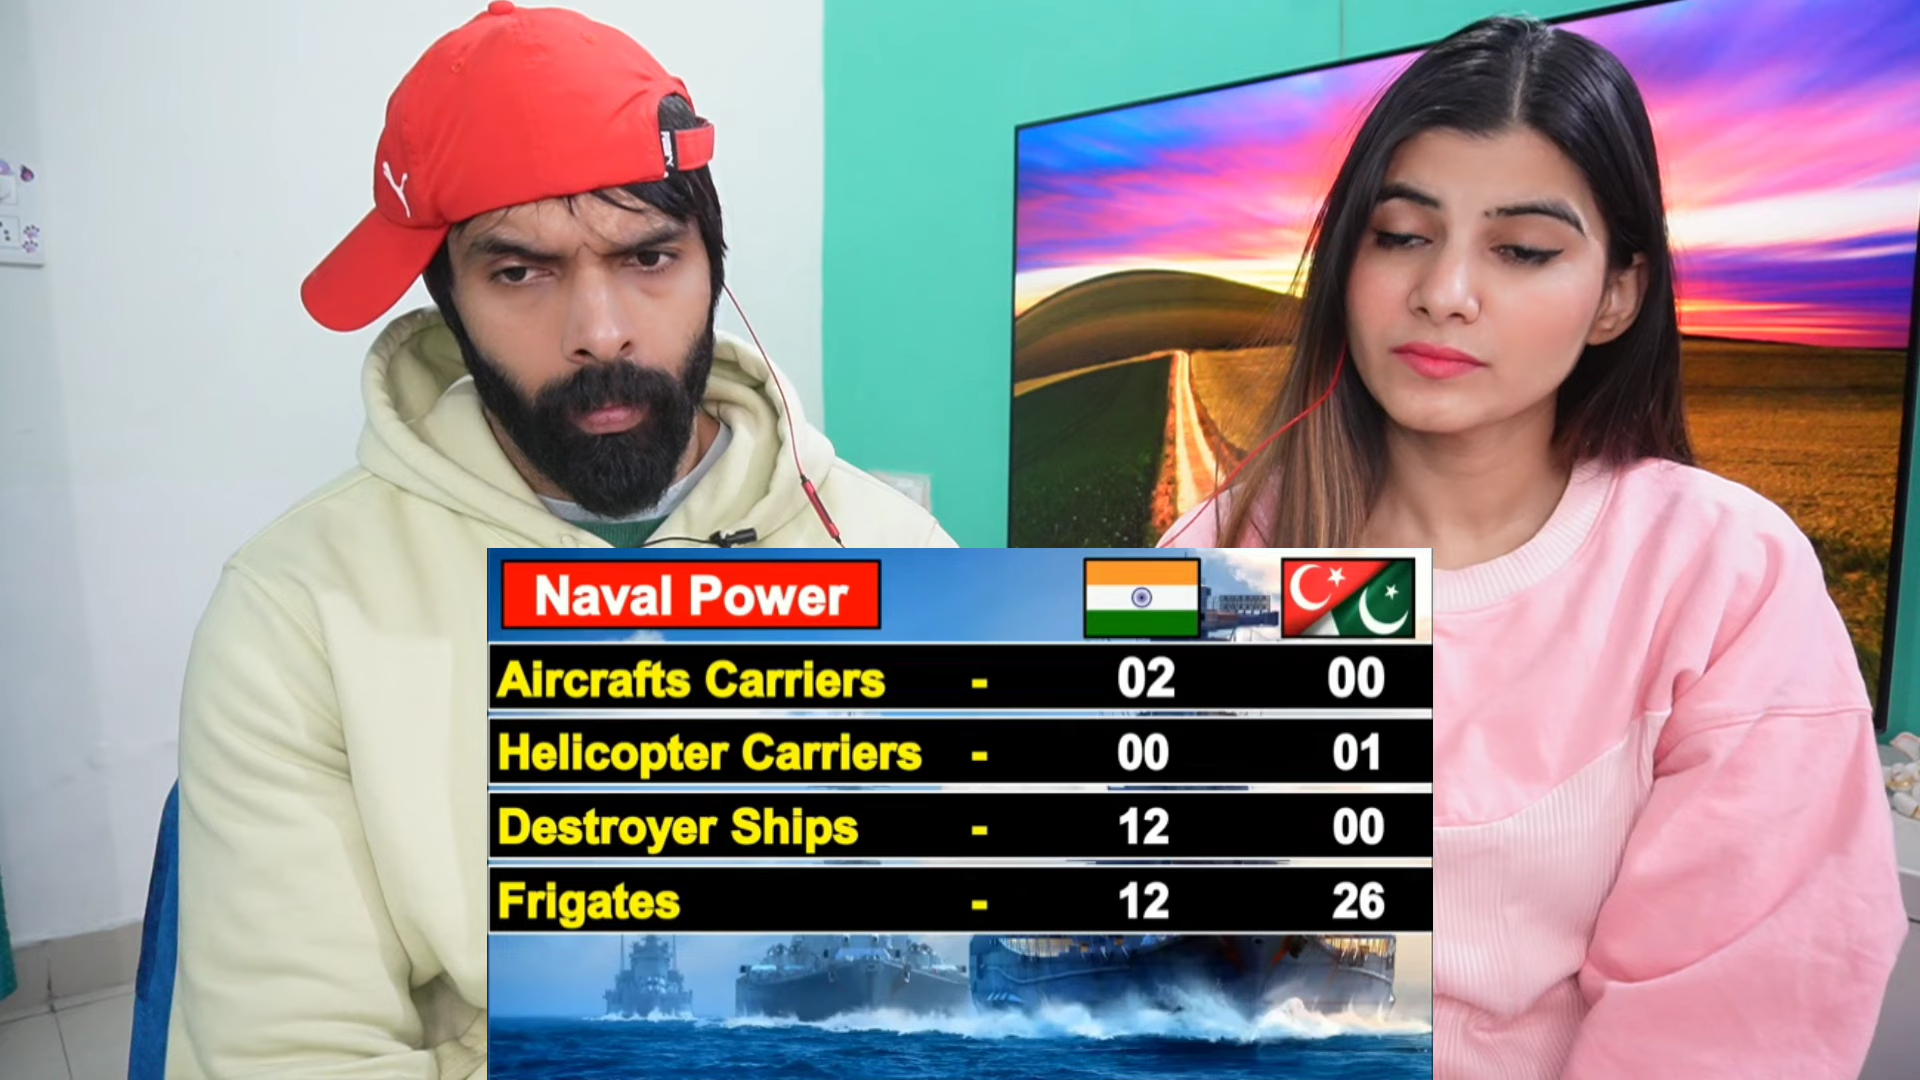 Naval Power
Aircrafts Carriers - 02 00
Helicopter Carriers - 00 01
Destroyer Ships - 12 00
Frigates - 12 26